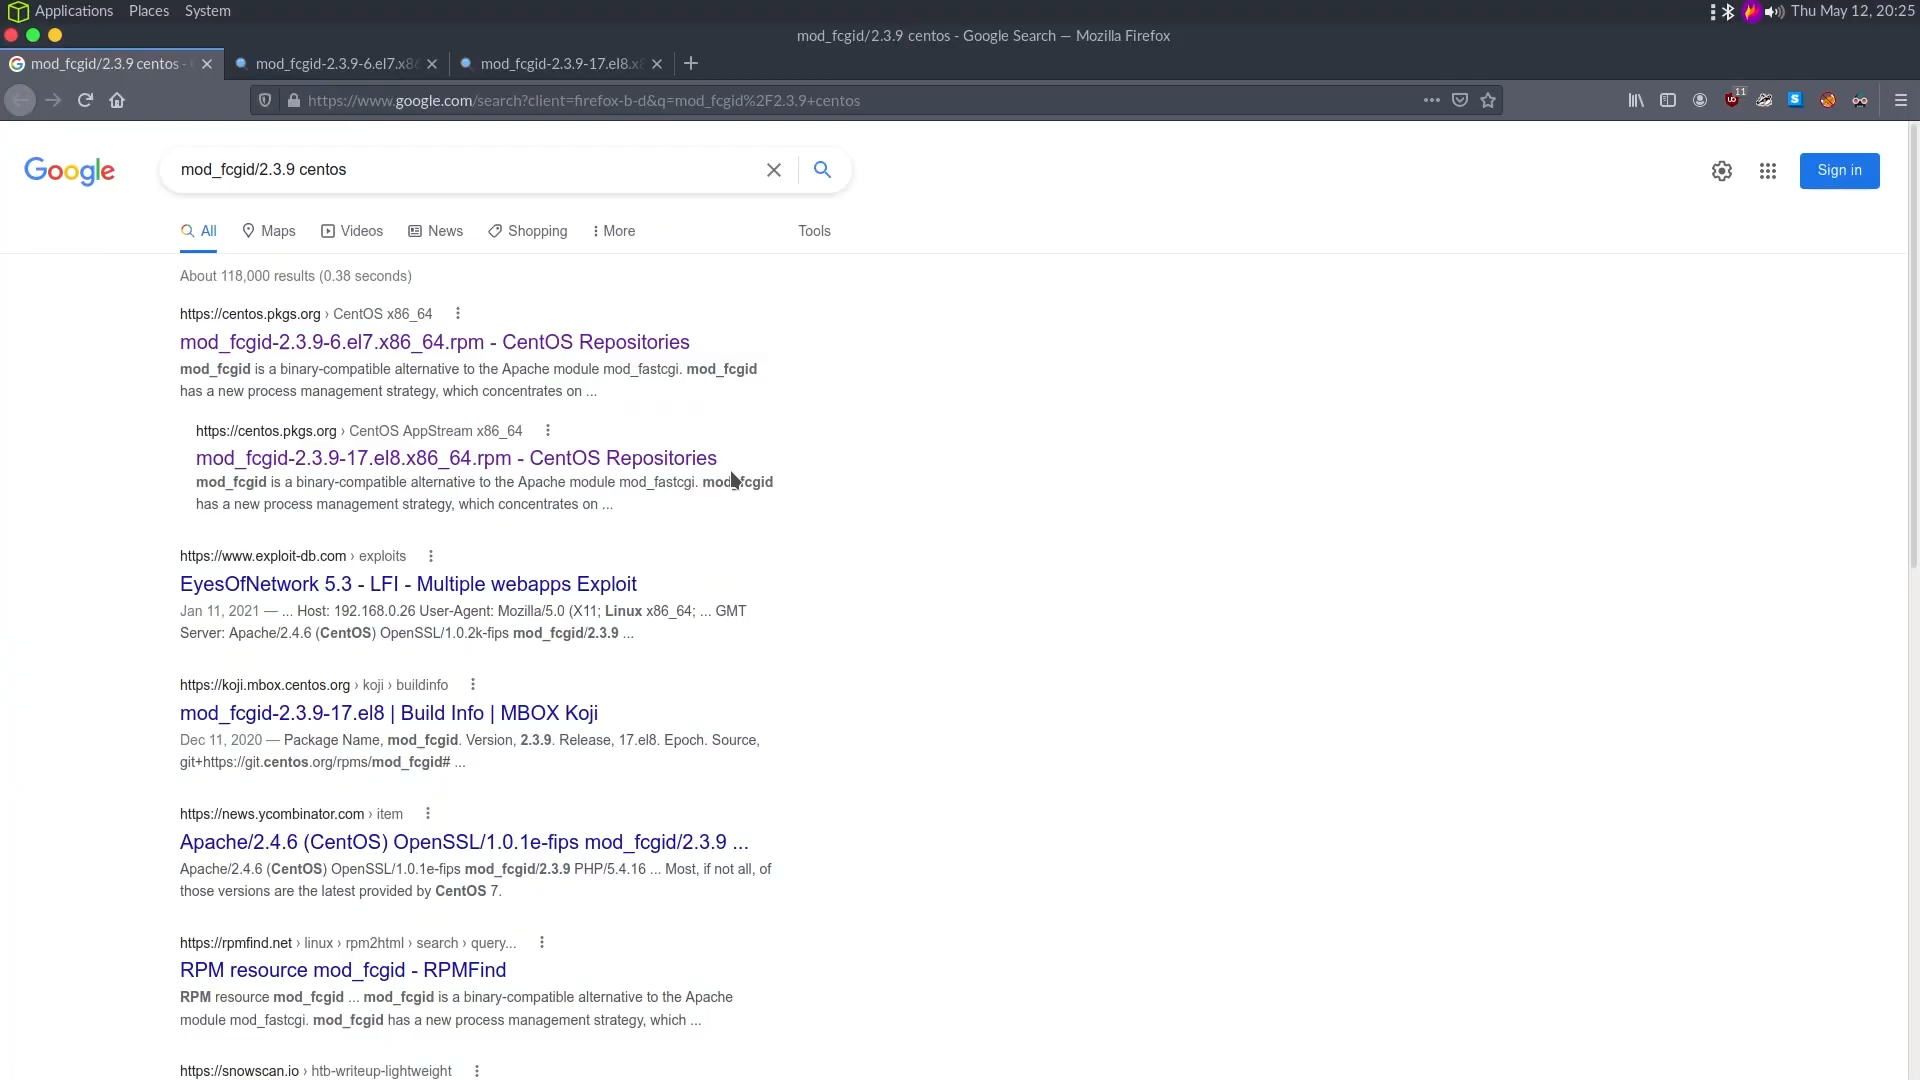 Applications Places System
Thu May 12, 20:25
mod_fcgid/2.3.9 centos - Google Search — Mozilla Firefox
mod_fcgid/2.3.9 centos -
mod_fcgid-2.3.9-6.el7.x86
mod_fcgid-2.3.9-17.el8.x8
https://www.google.com/search?client=firefox-b-d&q=mod_fcgid%2F2.3.9+centos
11
Google
mod_fcgid/2.3.9 centos
Sign in
All Maps Videos News Shopping More Tools
About 118,000 results (0.38 seconds)
https://centos.pkgs.org › CentOS x86_64
mod_fcgid-2.3.9-6.el7.x86_64.rpm - CentOS Repositories
mod_fcgid is a binary-compatible alternative to the Apache module mod_fastcgi. mod_fcgid
has a new process management strategy, which concentrates on ...
https://centos.pkgs.org › CentOS AppStream x86_64
mod_fcgid-2.3.9-17.el8.x86_64.rpm - CentOS Repositories
mod_fcgid is a binary-compatible alternative to the Apache module mod_fastcgi. mod_fcgid
has a new process management strategy, which concentrates on ...
https://www.exploit-db.com › exploits
EyesOfNetwork 5.3 - LFI - Multiple webapps Exploit
Jan 11, 2021 — ... Host: 192.168.0.26 User-Agent: Mozilla/5.0 (X11; Linux x86_64; ... GMT
Server: Apache/2.4.6 (CentOS) OpenSSL/1.0.2k-fips mod_fcgid/2.3.9 ...
https://koji.mbox.centos.org › koji › buildinfo
mod_fcgid-2.3.9-17.el8 | Build Info | MBOX Koji
Dec 11, 2020 — Package Name, mod_fcgid. Version, 2.3.9. Release, 17.el8. Epoch. Source,
git+https://git.centos.org/rpms/mod_fcgid# ...
https://news.ycombinator.com › item
Apache/2.4.6 (CentOS) OpenSSL/1.0.1e-fips mod_fcgid/2.3.9 ...
Apache/2.4.6 (CentOS) OpenSSL/1.0.1e-fips mod_fcgid/2.3.9 PHP/5.4.16 ... Most, if not all, of
those versions are the latest provided by CentOS 7.
https://rpmfind.net › linux › rpm2html › search › query...
RPM resource mod_fcgid - RPMFind
RPM resource mod_fcgid ... mod_fcgid is a binary-compatible alternative to the Apache
module mod_fastcgi. mod_fcgid has a new process management strategy, which ...
https://snowscan.io › htb-writeup-lightweight